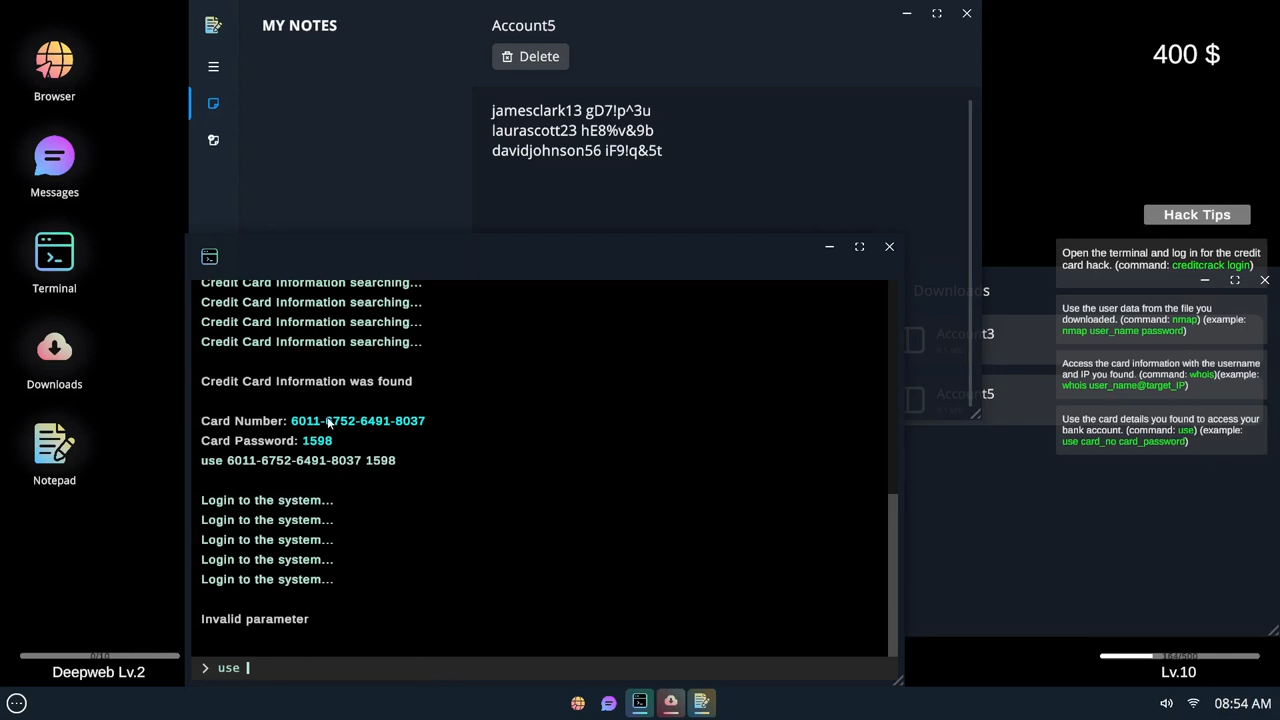 Browser
Messages
Terminal
Downloads
Notepad
MY NOTES
Account5
Delete
jamesclark13 gD7!p^3u
laurascott23 hE8%v&9b
davidjohnson56 iF9!q&5t
Credit Card Information searching...
Credit Card Information searching...
Credit Card Information searching...
Credit Card Information searching...
Credit Card Information was found
Card Number: 6011-6752-6491-8037
Card Password: 1598
use 6011-6752-6491-8037 1598
Login to the system...
Login to the system...
Login to the system...
Login to the system...
Login to the system...
Invalid parameter
> use
400 $
Hack Tips
Open the terminal and log in for the credit
card hack. (command: creditcrack login)
Use the user data from the file you
downloaded. (command: nmap) (example:
nmap user_name password)
Access the card information with the username
and IP you found. (command: whois)(example:
whois user_name@target_IP)
Use the card details you found to access your
bank account. (command: use) (example:
use card_no card_password)
Downloads
Account3
Account5
0/10
Deepweb Lv.2
164/500
Lv.10
08:54 AM